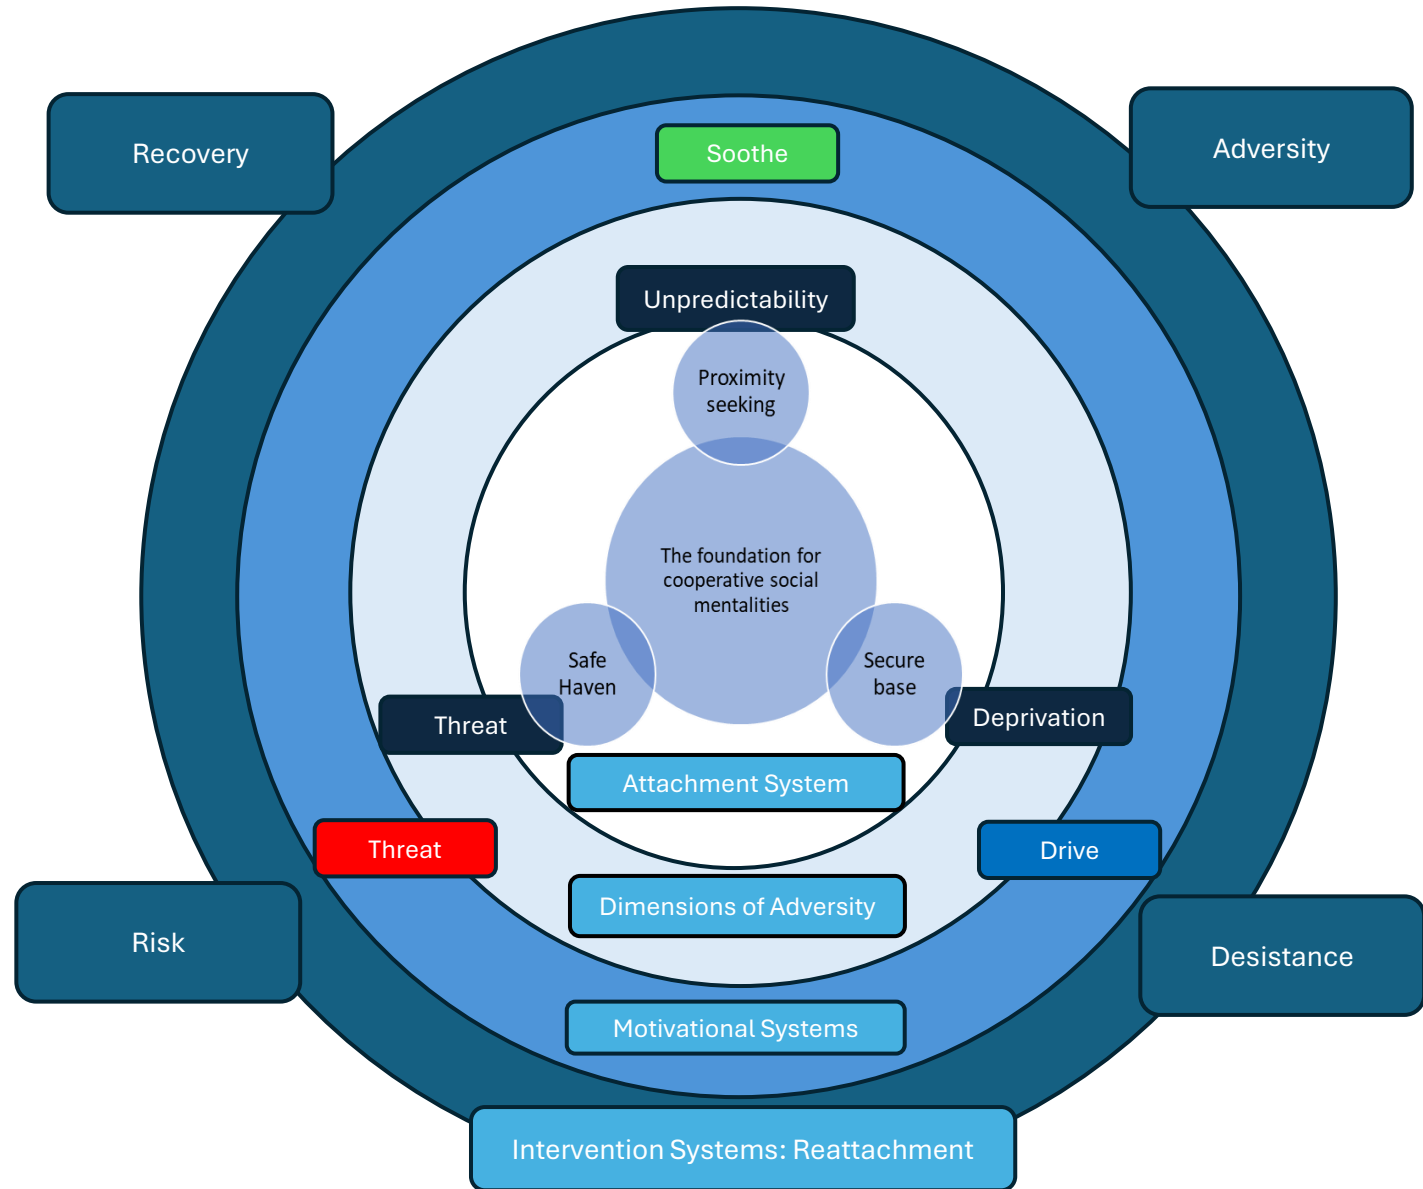 Recovery
Adversity
Soothe
Unpredictability
Proximity
seeking
The foundation for
cooperative social
mentalities
Safe
Haven
Secure
base
Threat
Deprivation
Attachment System
Threat
Drive
Dimensions of Adversity
Risk
Desistance
Motivational Systems
Intervention Systems: Reattachment